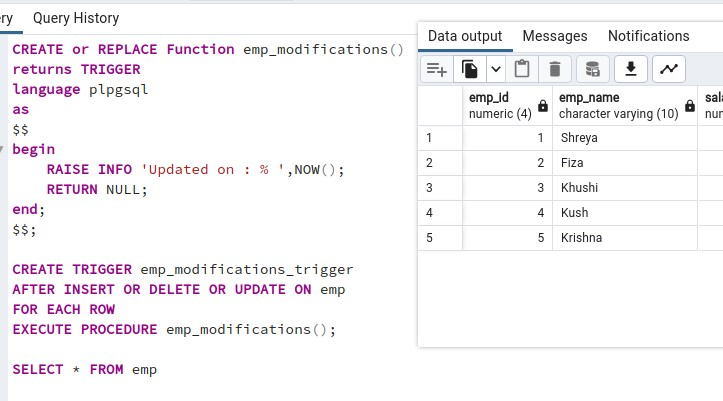 ry Query History
CREATE or REPLACE Function emp_modifications()
returns TRIGGER
language plpgsql
as
$$
begin
RAISE INFO 'Updated on : % ',NOW();
RETURN NULL;
end;
$$;
CREATE TRIGGER emp_modifications_trigger
AFTER INSERT OR DELETE OR UPDATE ON emp
FOR EACH ROW
EXECUTE PROCEDURE emp_modifications();
SELECT * FROM emp
Data output Messages Notifications
emp_id emp_name sala
numeric (4) character varying (10) num
1 1 Shreya
2 2 Fiza
3 3 Khushi
4 4 Kush
5 5 Krishna